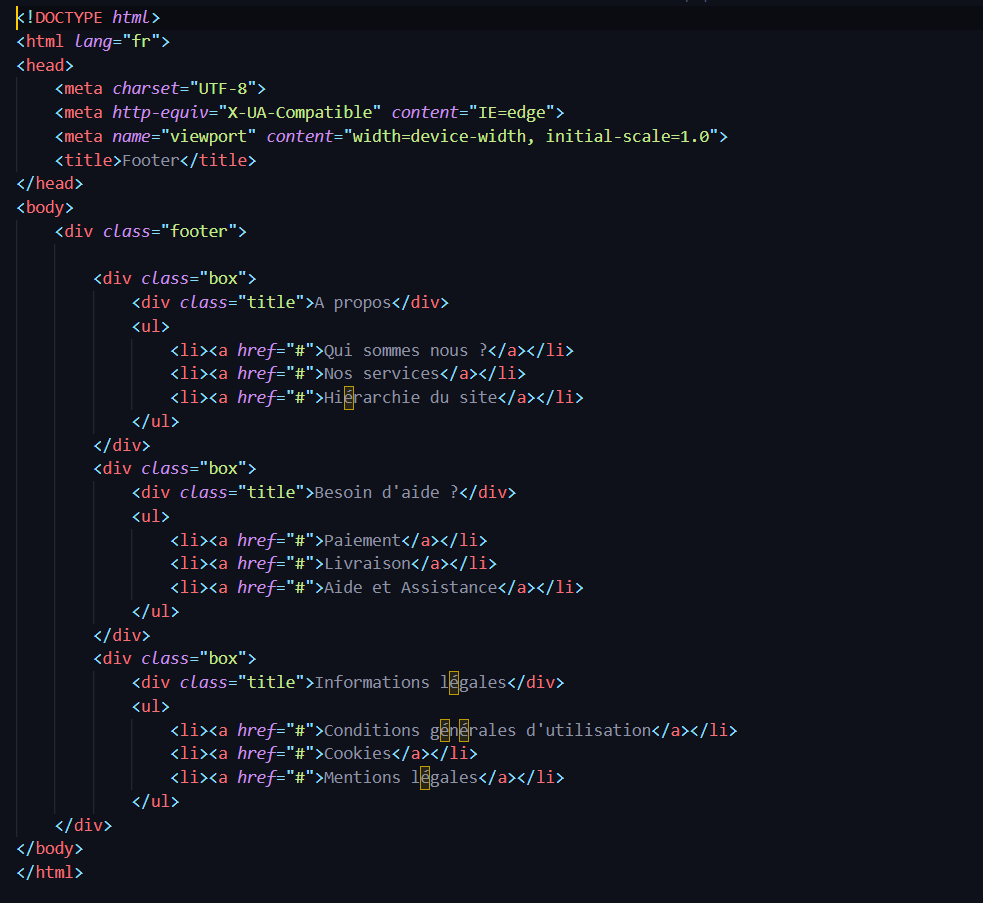 <!DOCTYPE html>
<html lang="fr">
<head>
    <meta charset="UTF-8">
    <meta http-equiv="X-UA-Compatible" content="IE=edge">
    <meta name="viewport" content="width=device-width, initial-scale=1.0">
    <title>Footer</title>
</head>
<body>
    <div class="footer">

        <div class="box">
            <div class="title">A propos</div>
            <ul>
                <li><a href="#">Qui sommes nous ?</a></li>
                <li><a href="#">Nos services</a></li>
                <li><a href="#">Hiérarchie du site</a></li>
            </ul>
        </div>
        <div class="box">
            <div class="title">Besoin d'aide ?</div>
            <ul>
                <li><a href="#">Paiement</a></li>
                <li><a href="#">Livraison</a></li>
                <li><a href="#">Aide et Assistance</a></li>
            </ul>
        </div>
        <div class="box">
            <div class="title">Informations légales</div>
            <ul>
                <li><a href="#">Conditions générales d'utilisation</a></li>
                <li><a href="#">Cookies</a></li>
                <li><a href="#">Mentions légales</a></li>
            </ul>
    </div>
</body>
</html>